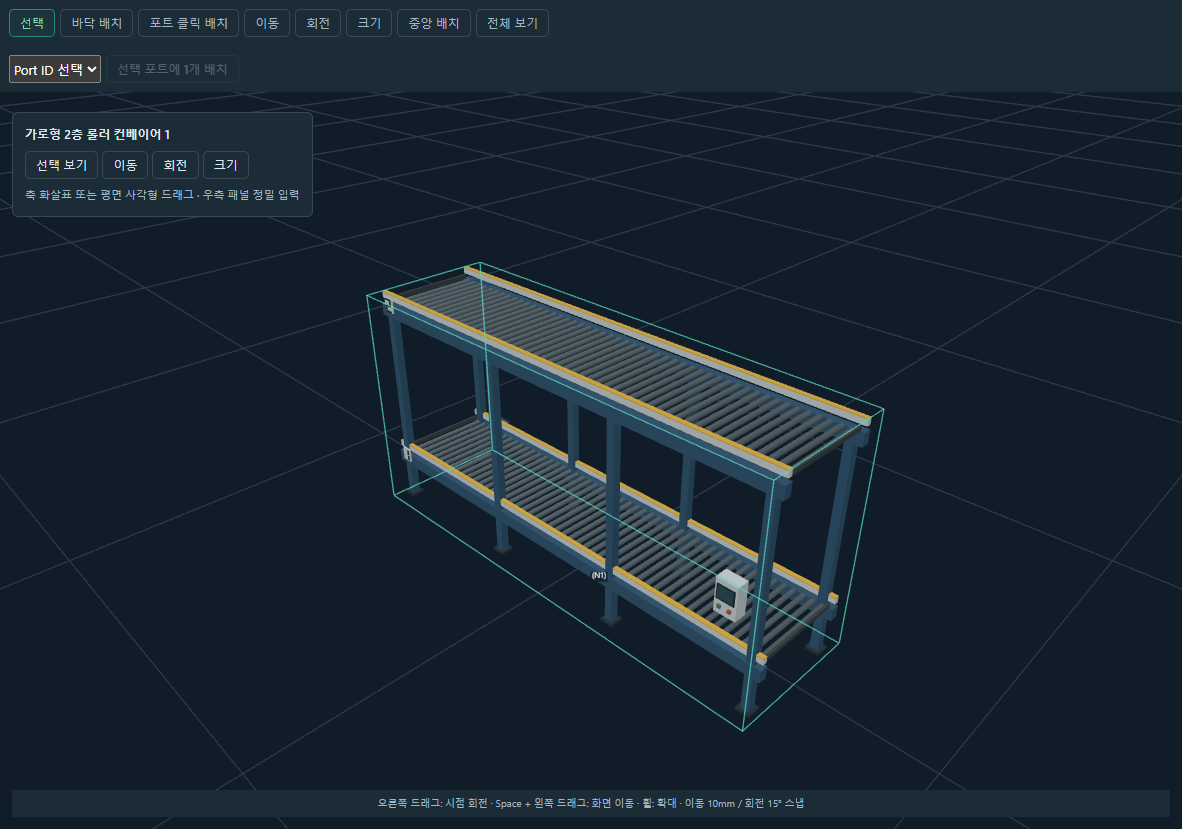 선택 바닥 배치 포트 클릭 배치 이동 회전 크기 중앙 배치 전체 보기
Port ID 선택 선택 포트에 1개 배치
가로형 2층 롤러 컨베이어 1
선택 보기 이동 회전 크기
축 화살표 또는 평면 사각형 드래그 · 우측 패널 정밀 입력
(N1)
오른쪽 드래그: 시점 회전 · Space + 왼쪽 드래그: 화면 이동 · 휠: 확대 · 이동 10mm / 회전 15° 스냅